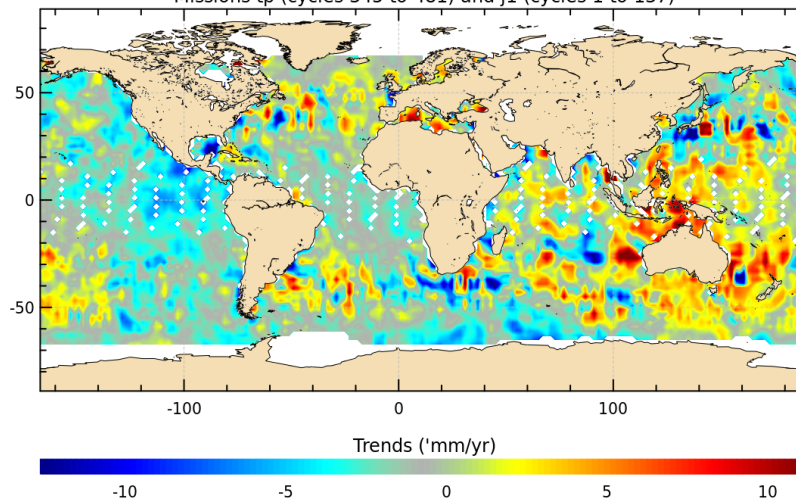 Missions tp (cycles 345 to 481) and j1 (cycles 1 to 137)
50
0
-50
-100 0 100
Trends ('mm/yr)
-10 -5 0 5 10